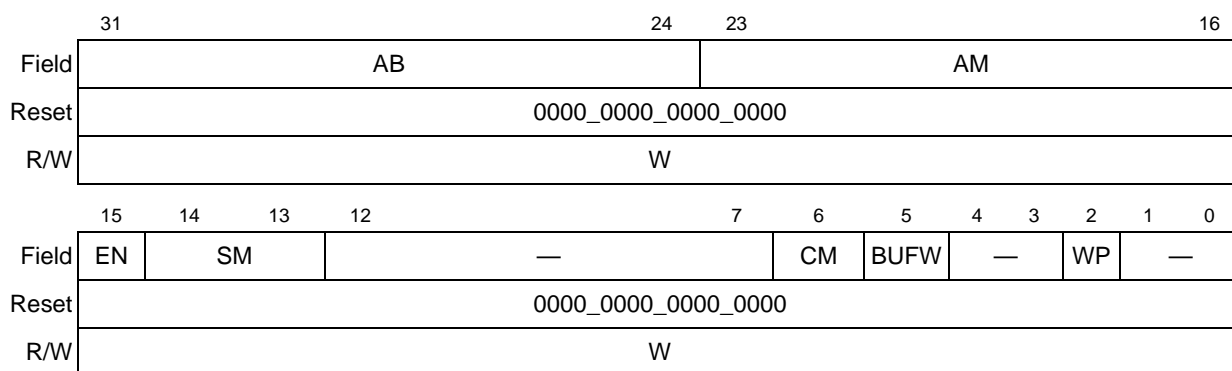 31 24 23 16
Field AB AM
Reset 0000_0000_0000_0000
R/W W
15 14 13 12 7 6 5 4 3 2 1 0
Field EN SM — CM BUFW — WP —
Reset 0000_0000_0000_0000
R/W W